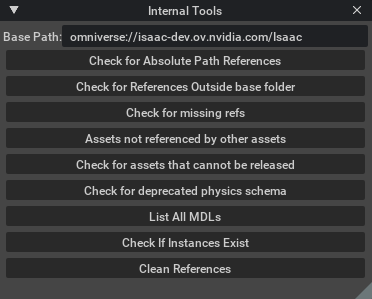 Internal Tools
Base Path: omniverse://isaac-dev.ov.nvidia.com/Isaac
Check for Absolute Path References
Check for References Outside base folder
Check for missing refs
Assets not referenced by other assets
Check for assets that cannot be released
Check for deprecated physics schema
List All MDLs
Check If Instances Exist
Clean References